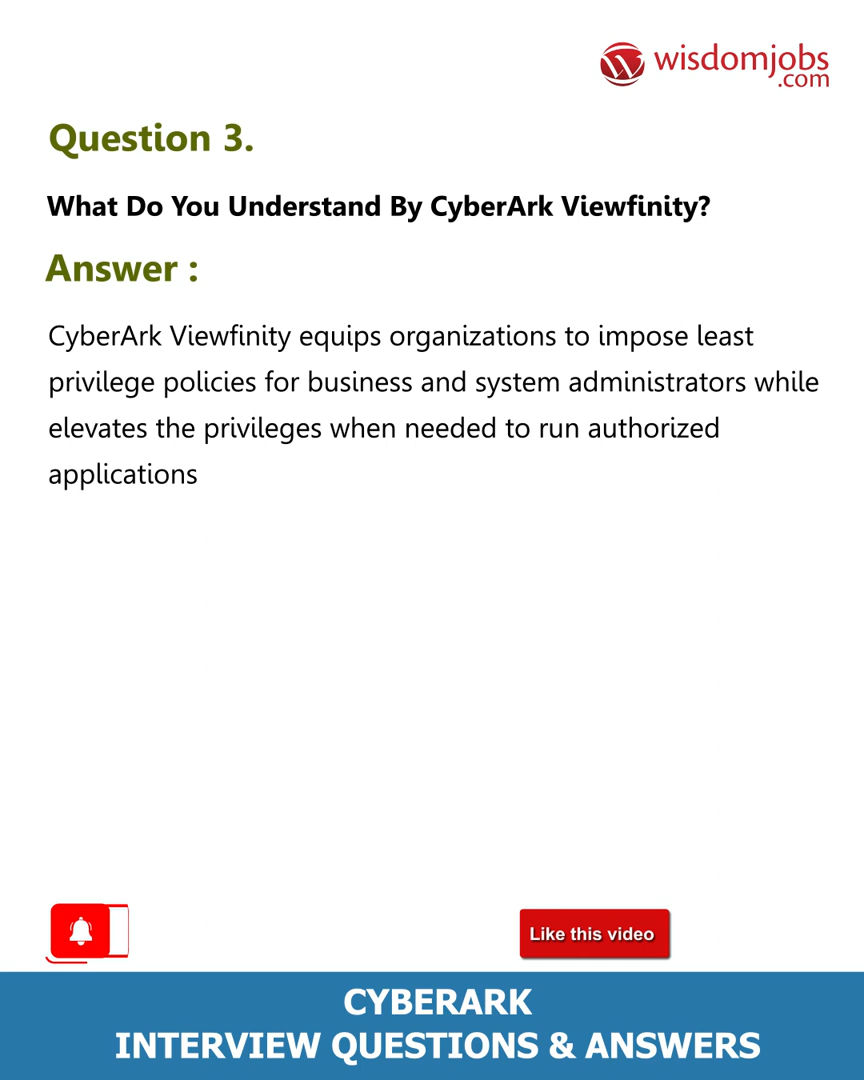 wisdomjobs
.com
Question 3.
What Do You Understand By CyberArk Viewfinity?
Answer :
CyberArk Viewfinity equips organizations to impose least
privilege policies for business and system administrators while
elevates the privileges when needed to run authorized
applications
Like this video
CYBERARK
INTERVIEW QUESTIONS & ANSWERS